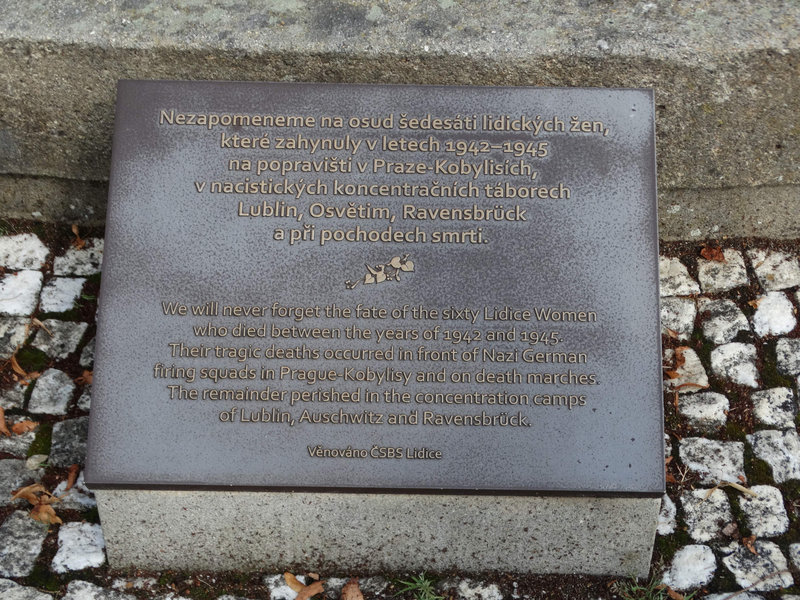 Nezapomeneme na osud šedesáti lidických žen,
které zahynuly v letech 1942–1945
na popravišti v Praze-Kobylisích,
v nacistických koncentračních táborech
Lublin, Osvětim, Ravensbrück
a při pochodech smrti.
We will never forget the fate of the sixty Lidice Women
who died between the years of 1942 and 1945.
Their tragic deaths occurred in front of Nazi German
firing squads in Prague-Kobylisy and on death marches.
The remainder perished in the concentration camps
of Lublin, Auschwitz and Ravensbrück.
Věnováno ČSBS Lidice